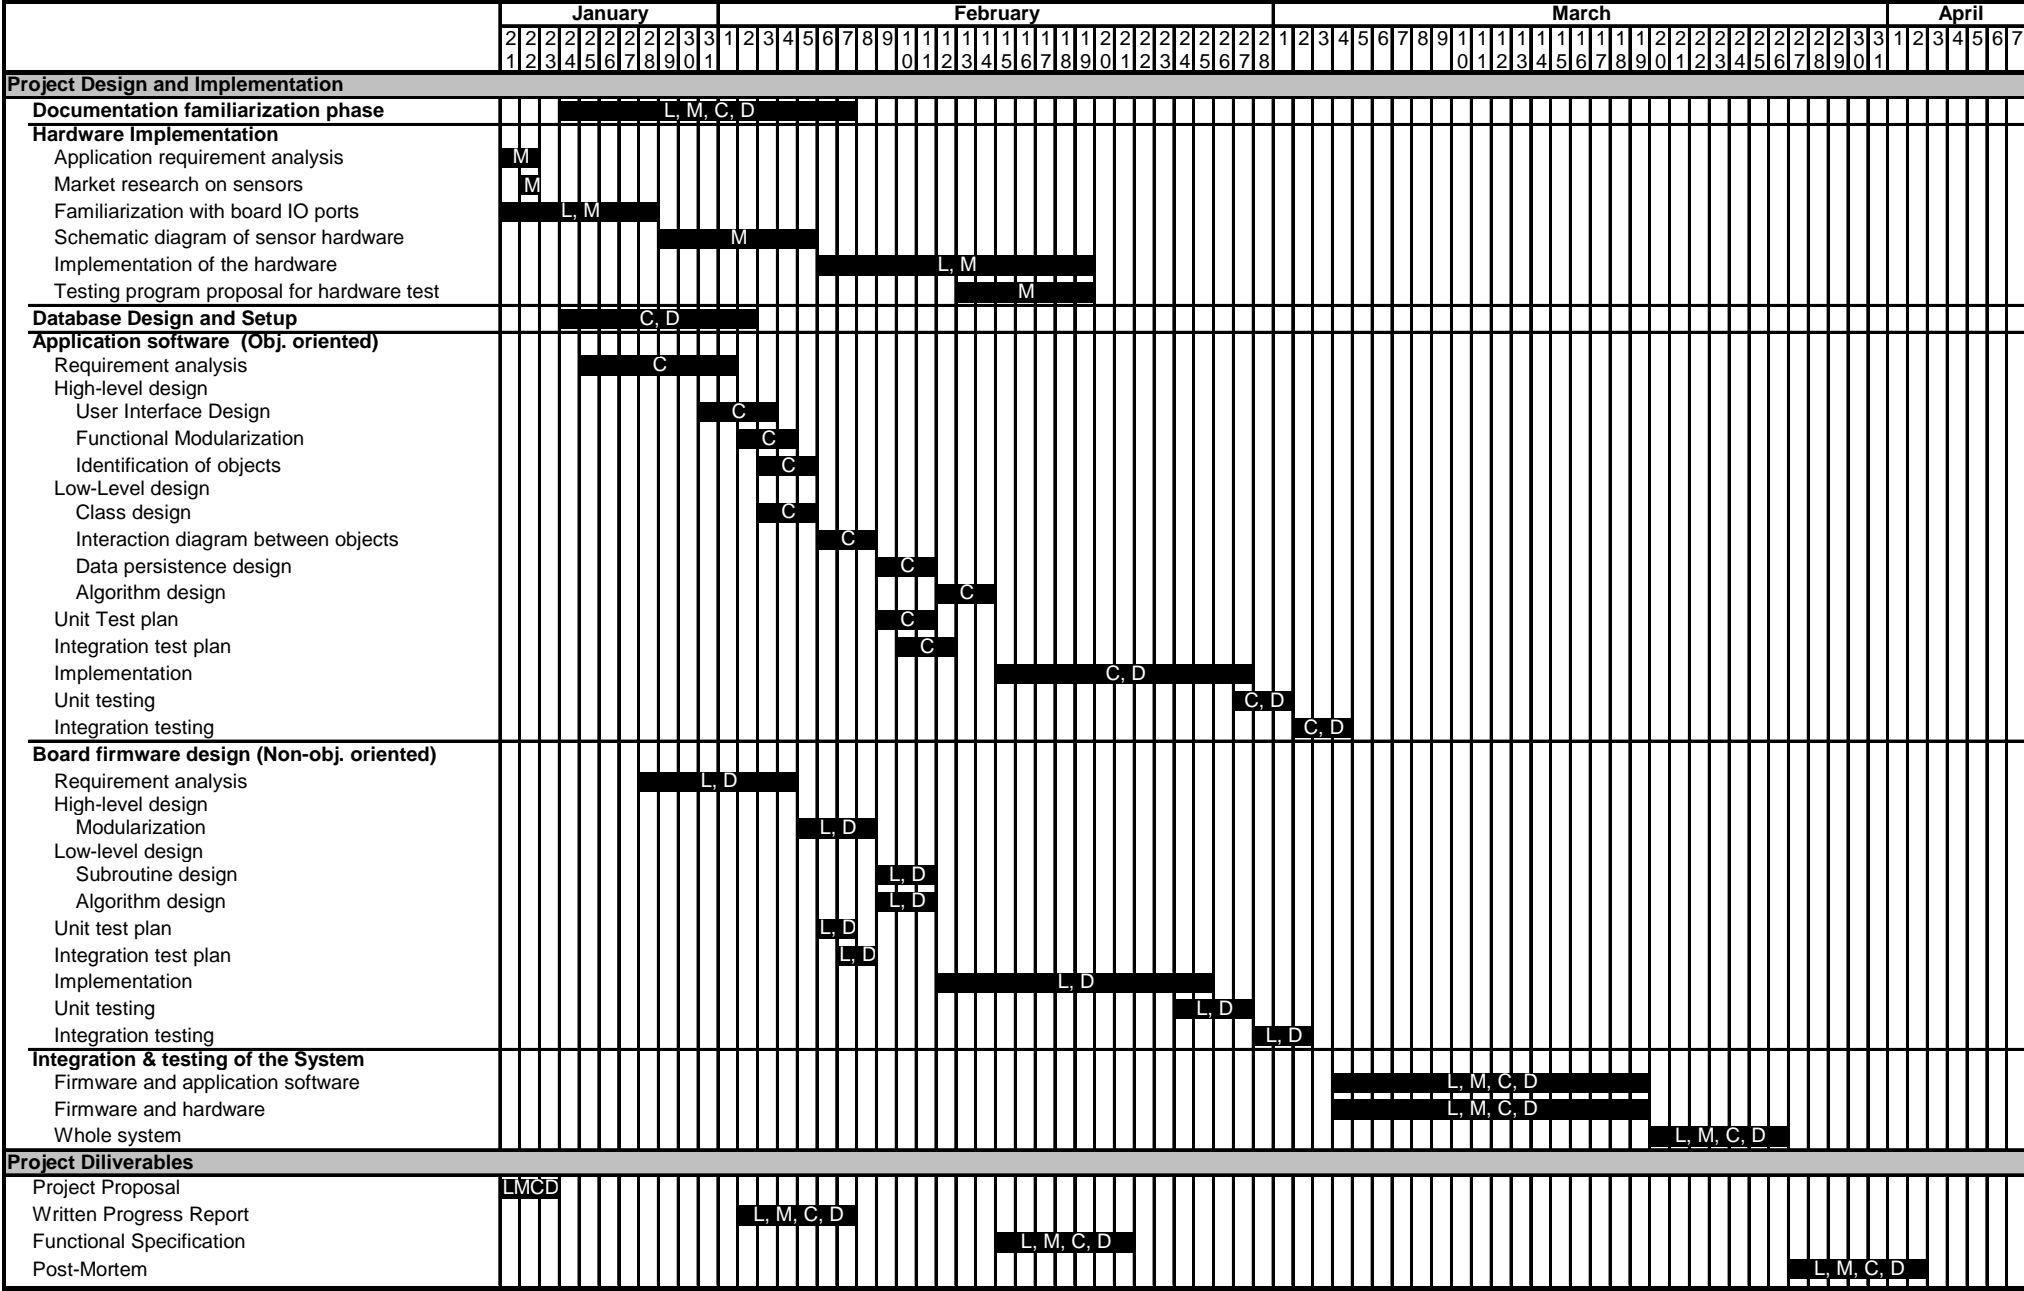 January February March April
2 2 2 2 2 2 2 2 2 3 3 1 2 3 4 5 6 7 8 9 1 1 1 1 1 1 1 1 1 1 2 2 2 2 2 2 2 2 2 1 2 3 4 5 6 7 8 9 1 1 1 1 1 1 1 1 1 1 2 2 2 2 2 2 2 2 2 2 3 3 1 2 3 4 5 6 7
1 2 3 4 5 6 7 8 9 0 1 0 1 2 3 4 5 6 7 8 9 0 1 2 3 4 5 6 7 8 0 1 2 3 4 5 6 7 8 9 0 1 2 3 4 5 6 7 8 9 0 1
Project Design and Implementation
Documentation familiarization phase L, M, C, D
Hardware Implementation
Application requirement analysis M
Market research on sensors M
Familiarization with board IO ports L, M
Schematic diagram of sensor hardware M
Implementation of the hardware L, M
Testing program proposal for hardware test M
Database Design and Setup C, D
Application software (Obj. oriented)
Requirement analysis C
High-level design
User Interface Design C
Functional Modularization C
Identification of objects C
Low-Level design
Class design C
Interaction diagram between objects C
Data persistence design C
Algorithm design C
Unit Test plan C
Integration test plan C
Implementation C, D
Unit testing C, D
Integration testing C, D
Board firmware design (Non-obj. oriented)
Requirement analysis L, D
High-level design
Modularization L, D
Low-level design
Subroutine design L, D
Algorithm design L, D
Unit test plan L, D
Integration test plan L, D
Implementation L, D
Unit testing L, D
Integration testing L, D
Integration & testing of the System
Firmware and application software L, M, C, D
Firmware and hardware L, M, C, D
Whole system L, M, C, D
Project Diliverables
Project Proposal LMCD
Written Progress Report L, M, C, D
Functional Specification L, M, C, D
Post-Mortem L, M, C, D